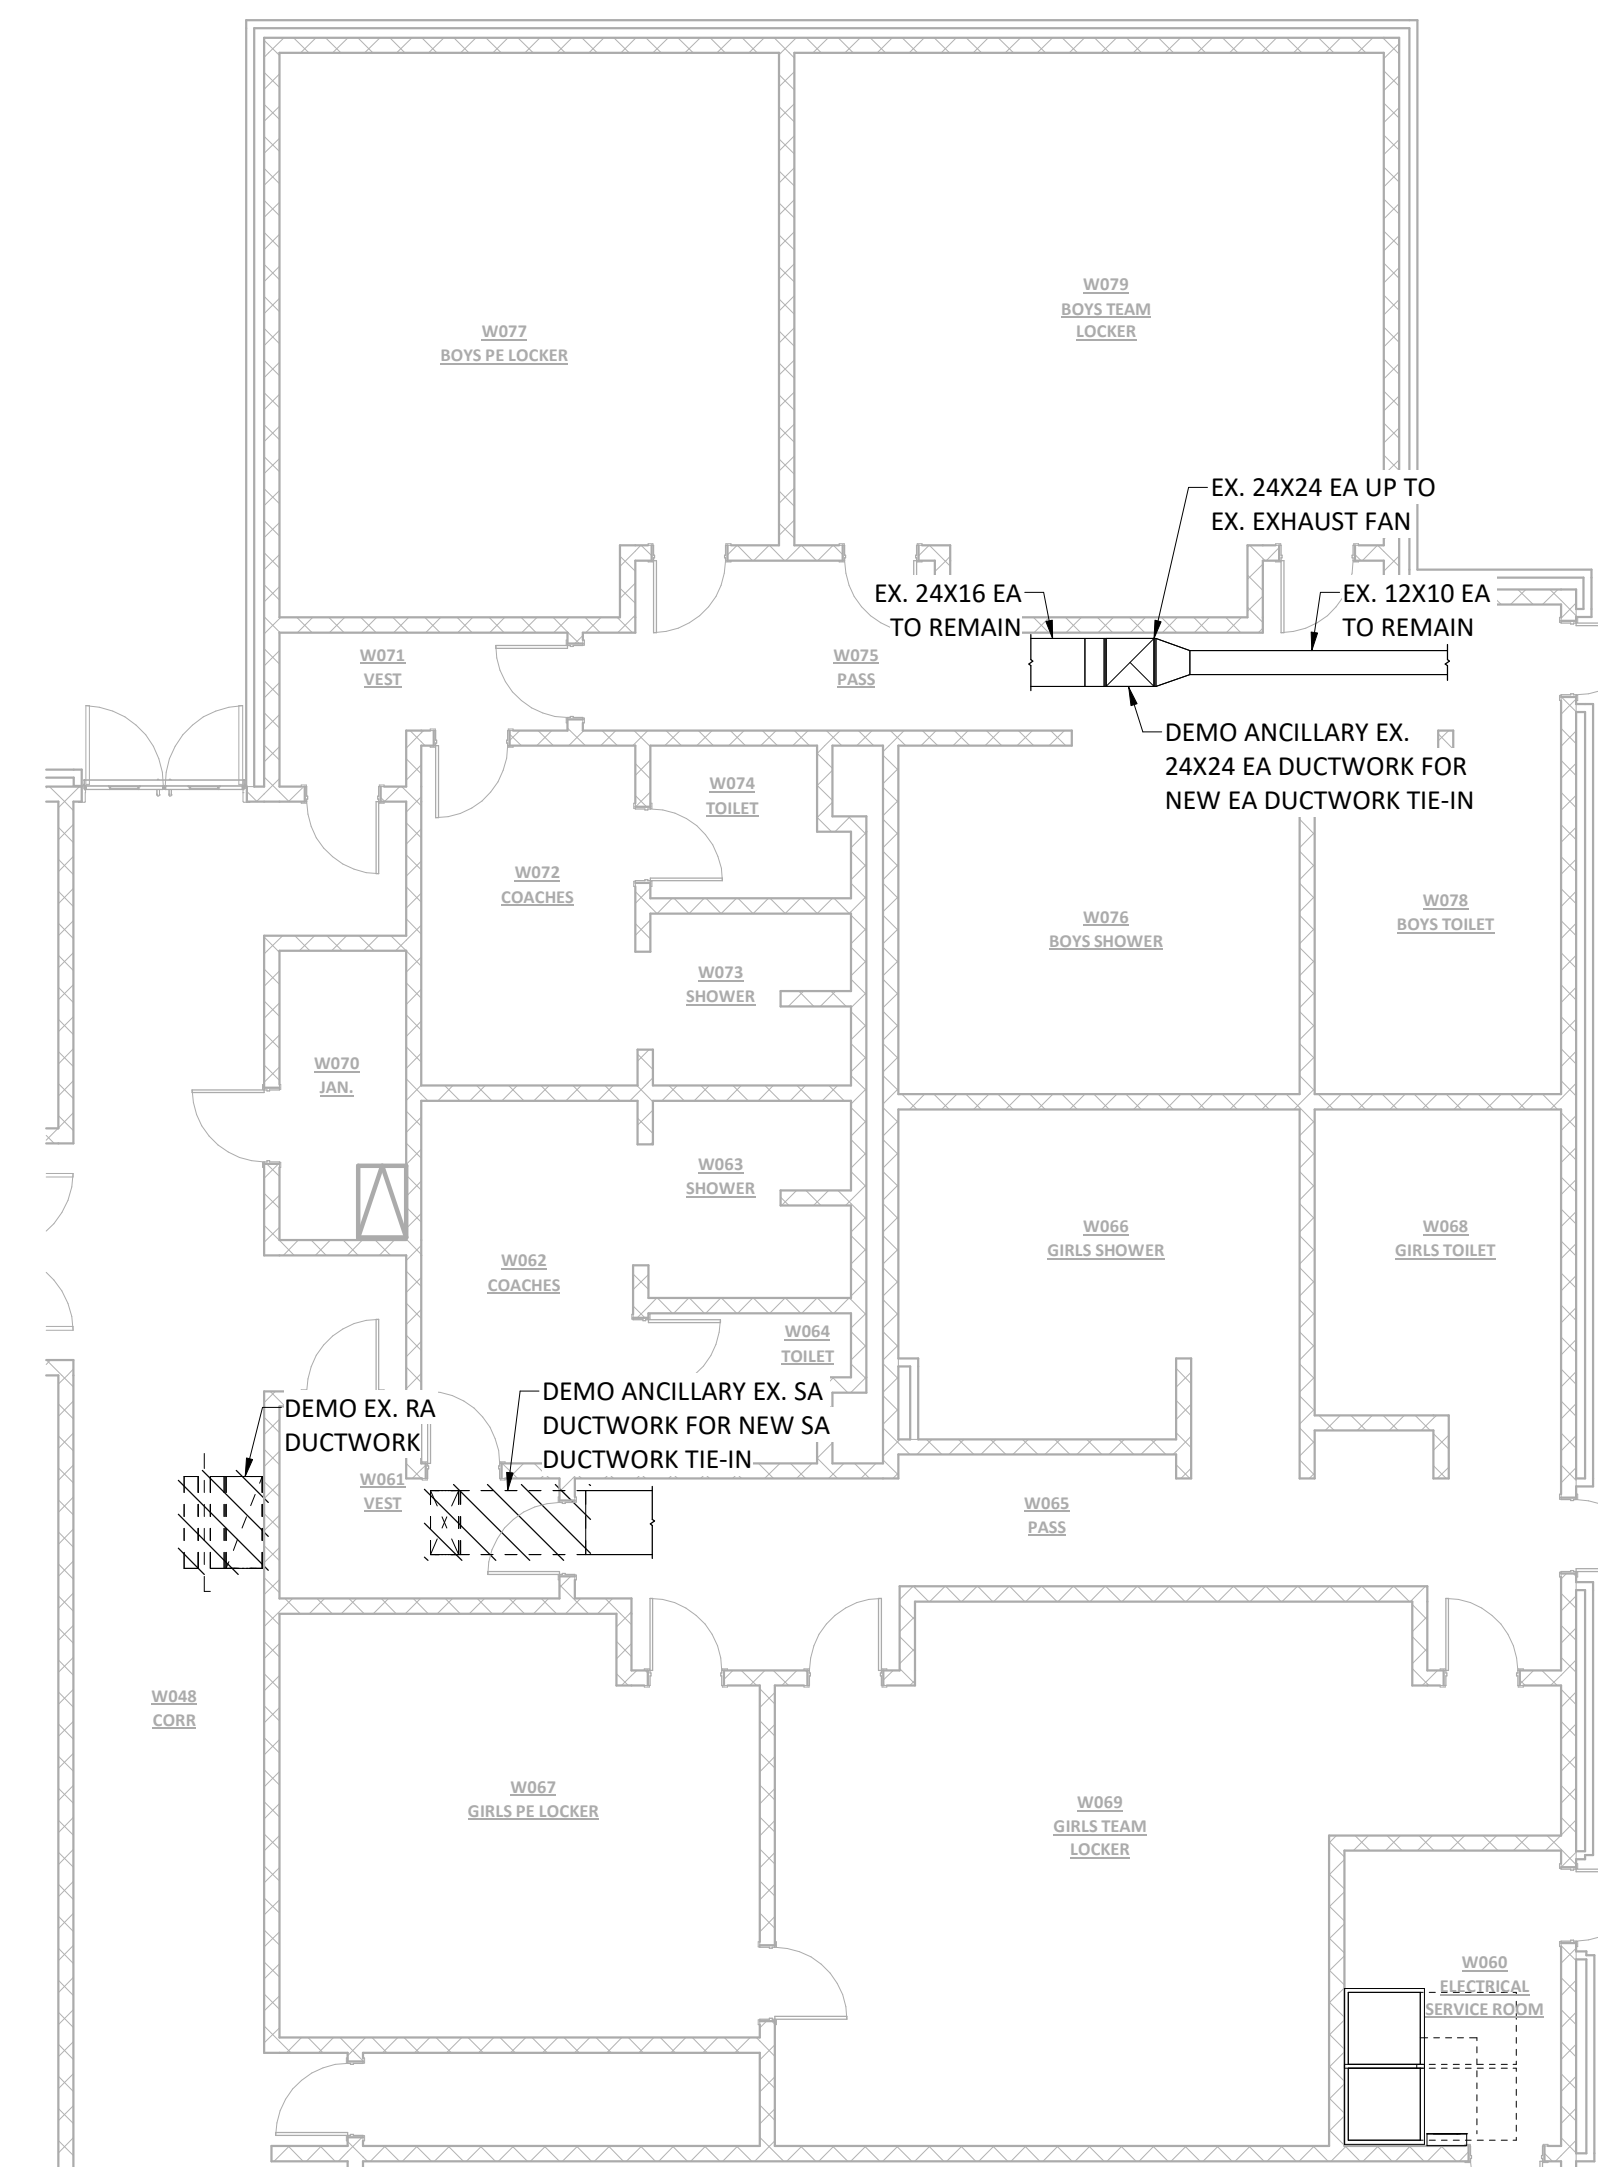 W079
BOYS TEAM
LOCKER
W077
BOYS PE LOCKER
EX. 24X24 EA UP TO
EX. EXHAUST FAN
EX. 24X16 EA
TO REMAIN
EX. 12X10 EA
TO REMAIN
W071
VEST
W075
PASS
DEMO ANCILLARY EX.
24X24 EA DUCTWORK FOR
NEW EA DUCTWORK TIE-IN
W074
TOILET
W072
COACHES
W078
BOYS TOILET
W076
BOYS SHOWER
W073
SHOWER
W070
JAN.
W063
SHOWER
W066
GIRLS SHOWER
W068
GIRLS TOILET
W062
COACHES
W064
TOILET
DEMO EX. RA
DUCTWORK
DEMO ANCILLARY EX. SA
DUCTWORK FOR NEW SA
DUCTWORK TIE-IN
W061
VEST
W065
PASS
W048
CORR
W067
GIRLS PE LOCKER
W069
GIRLS TEAM
LOCKER
W060
ELECTRICAL
SERVICE ROOM